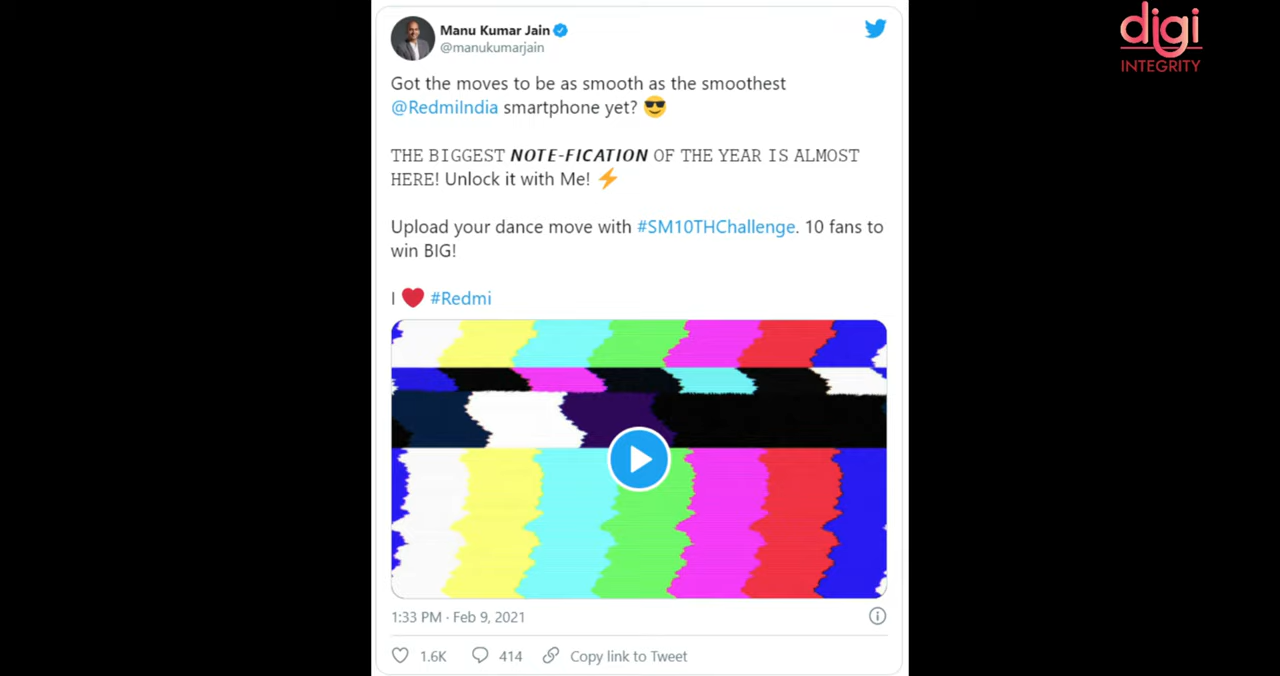 digi
INTEGRITY
Manu Kumar Jain
@manukumarjain
Got the moves to be as smooth as the smoothest
@RedmiIndia smartphone yet? 😎
THE BIGGEST NOTE-FICATION OF THE YEAR IS ALMOST
HERE! Unlock it with Me! ⚡
Upload your dance move with #SM10THChallenge. 10 fans to
win BIG!
I ❤️ #Redmi
1:33 PM · Feb 9, 2021
1.6K 414 Copy link to Tweet